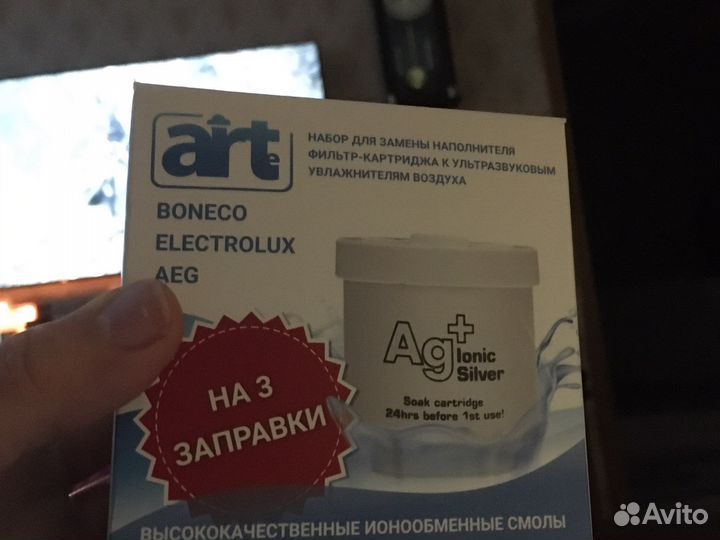 arte
НАБОР ДЛЯ ЗАМЕНЫ НАПОЛНИТЕЛЯ
ФИЛЬТР-КАРТРИДЖА К УЛЬТРАЗВУКОВЫМ
УВЛАЖНИТЕЛЯМ ВОЗДУХА
BONECO
ELECTROLUX
AEG
Ag+
Ionic
Silver
Soak cartridge
24hrs before 1st use!
НА 3
ЗАПРАВКИ
ВЫСОКОКАЧЕСТВЕННЫЕ ИОНООБМЕННЫЕ СМОЛЫ
Avito